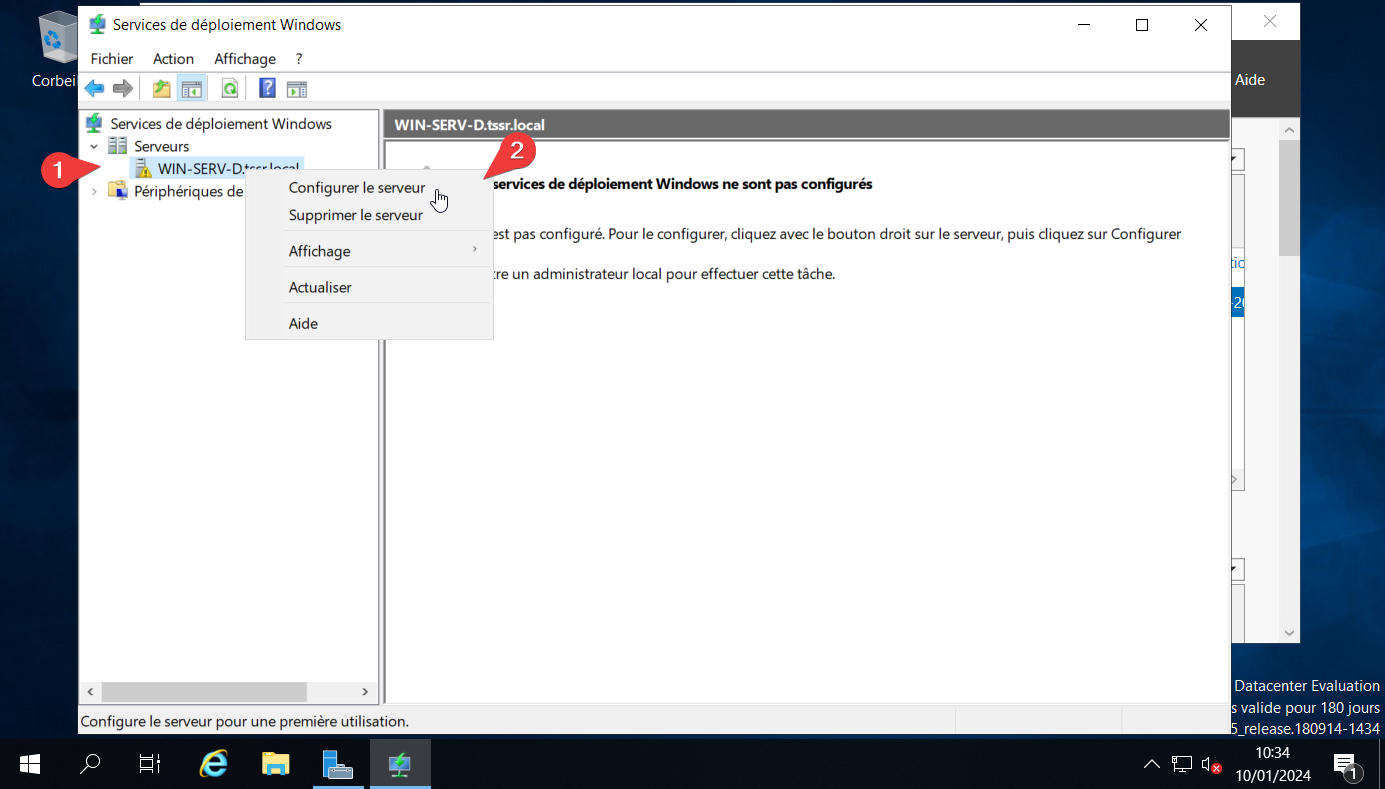 Services de déploiement Windows
Fichier Action Affichage ?
Corbei
Aide
Services de déploiement Windows
WIN-SERV-D.tssr.local
Serveurs
1
WIN-SERV-D.tssr.local
2
Périphériques de
Configurer le serveur
Supprimer le serveur
Affichage
Actualiser
Aide
services de déploiement Windows ne sont pas configurés
est pas configuré. Pour le configurer, cliquez avec le bouton droit sur le serveur, puis cliquez sur Configurer
tre un administrateur local pour effectuer cette tâche.
Configure le serveur pour une première utilisation.
Datacenter Evaluation
s valide pour 180 jours
5_release.180914-1434
10:34
10/01/2024
1